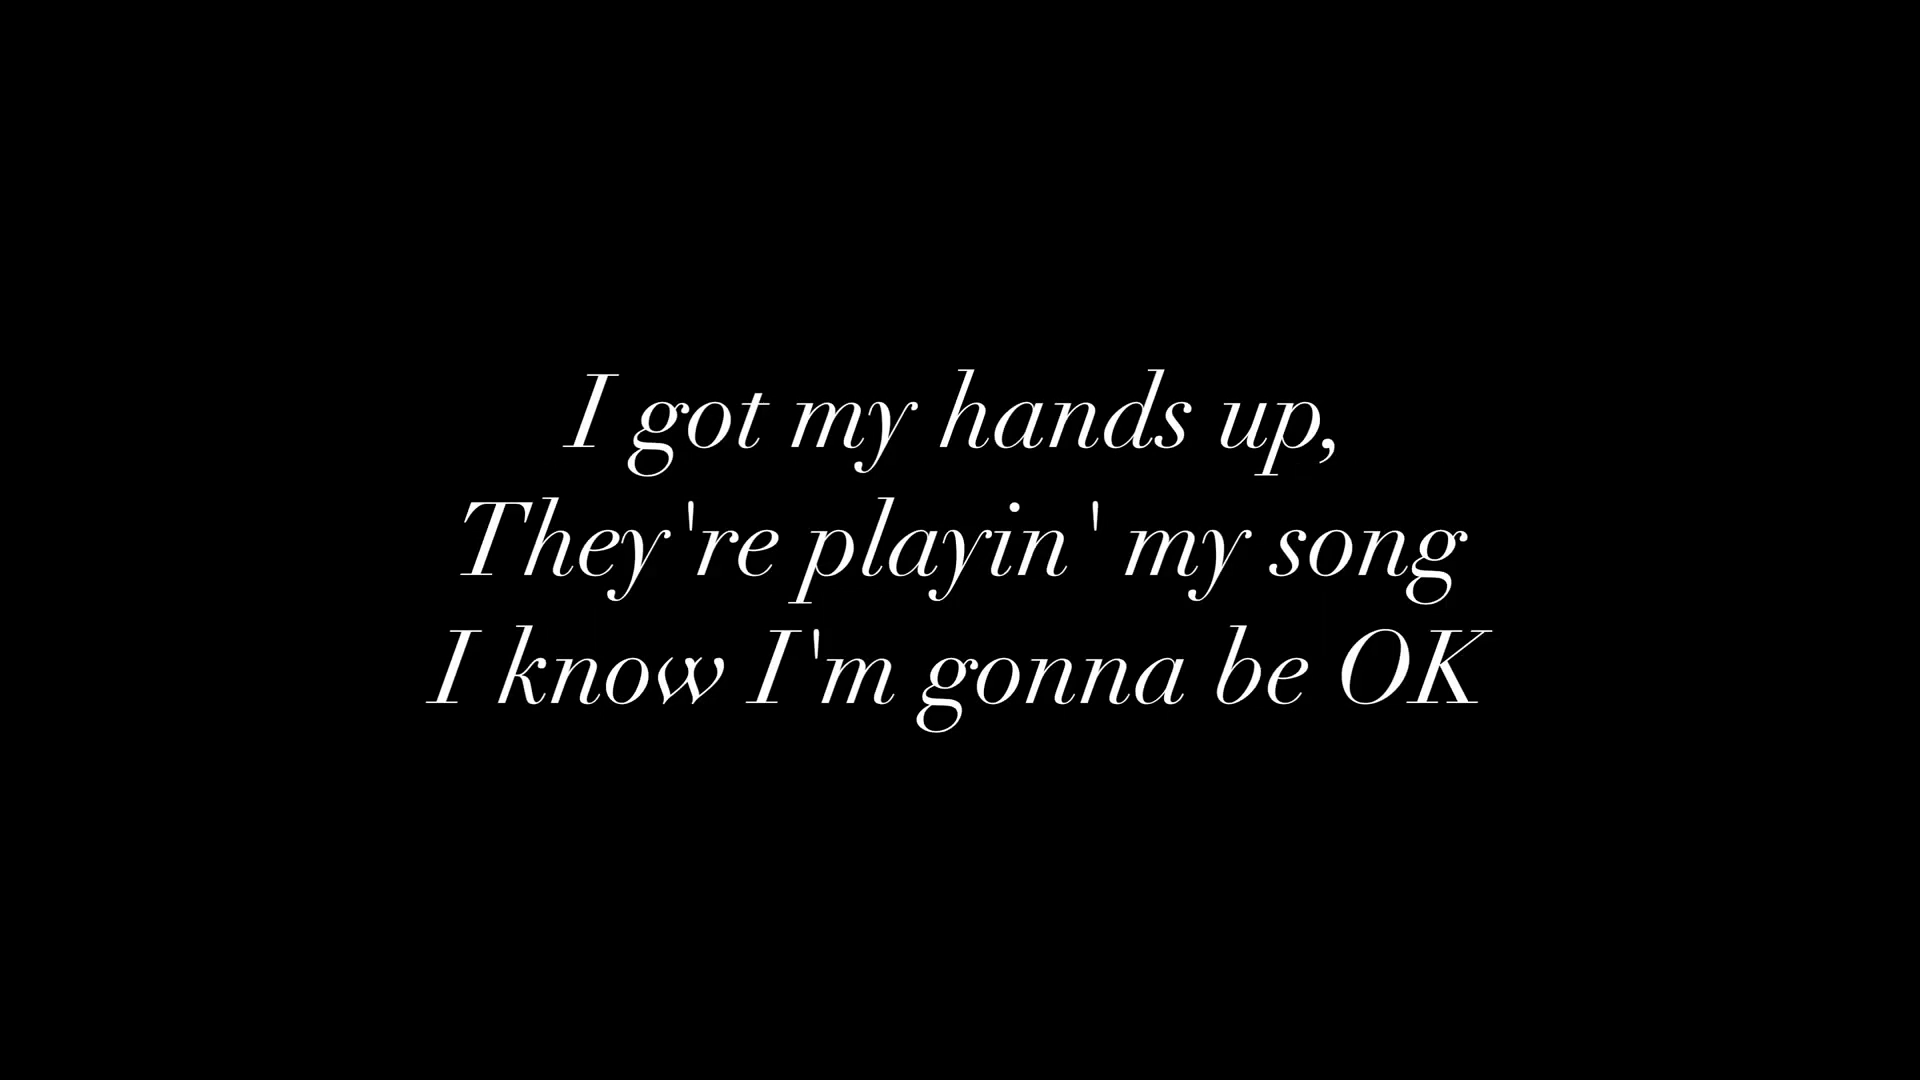 I got my hands up,
They're playin' my song
I know I'm gonna be OK